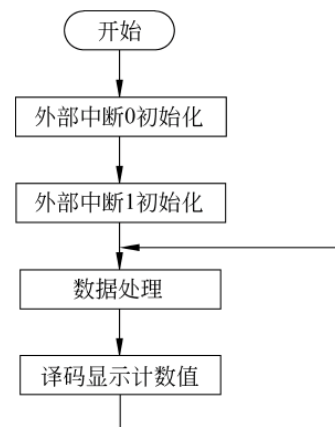 开始
外部中断0初始化
外部中断1初始化
数据处理
译码显示计数值